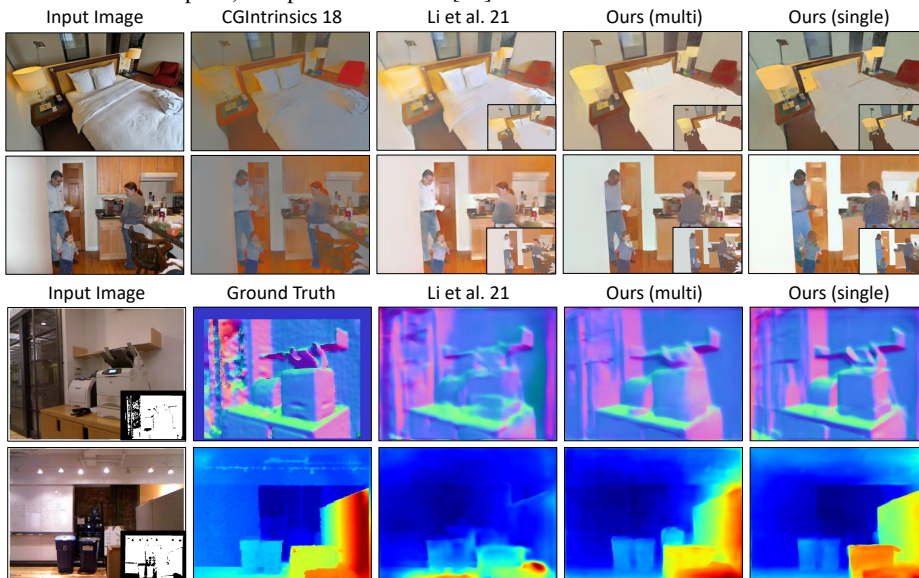 Input Image CGIntrinsics 18 Li et al. 21 Ours (multi) Ours (single)
Input Image Ground Truth Li et al. 21 Ours (multi) Ours (single)